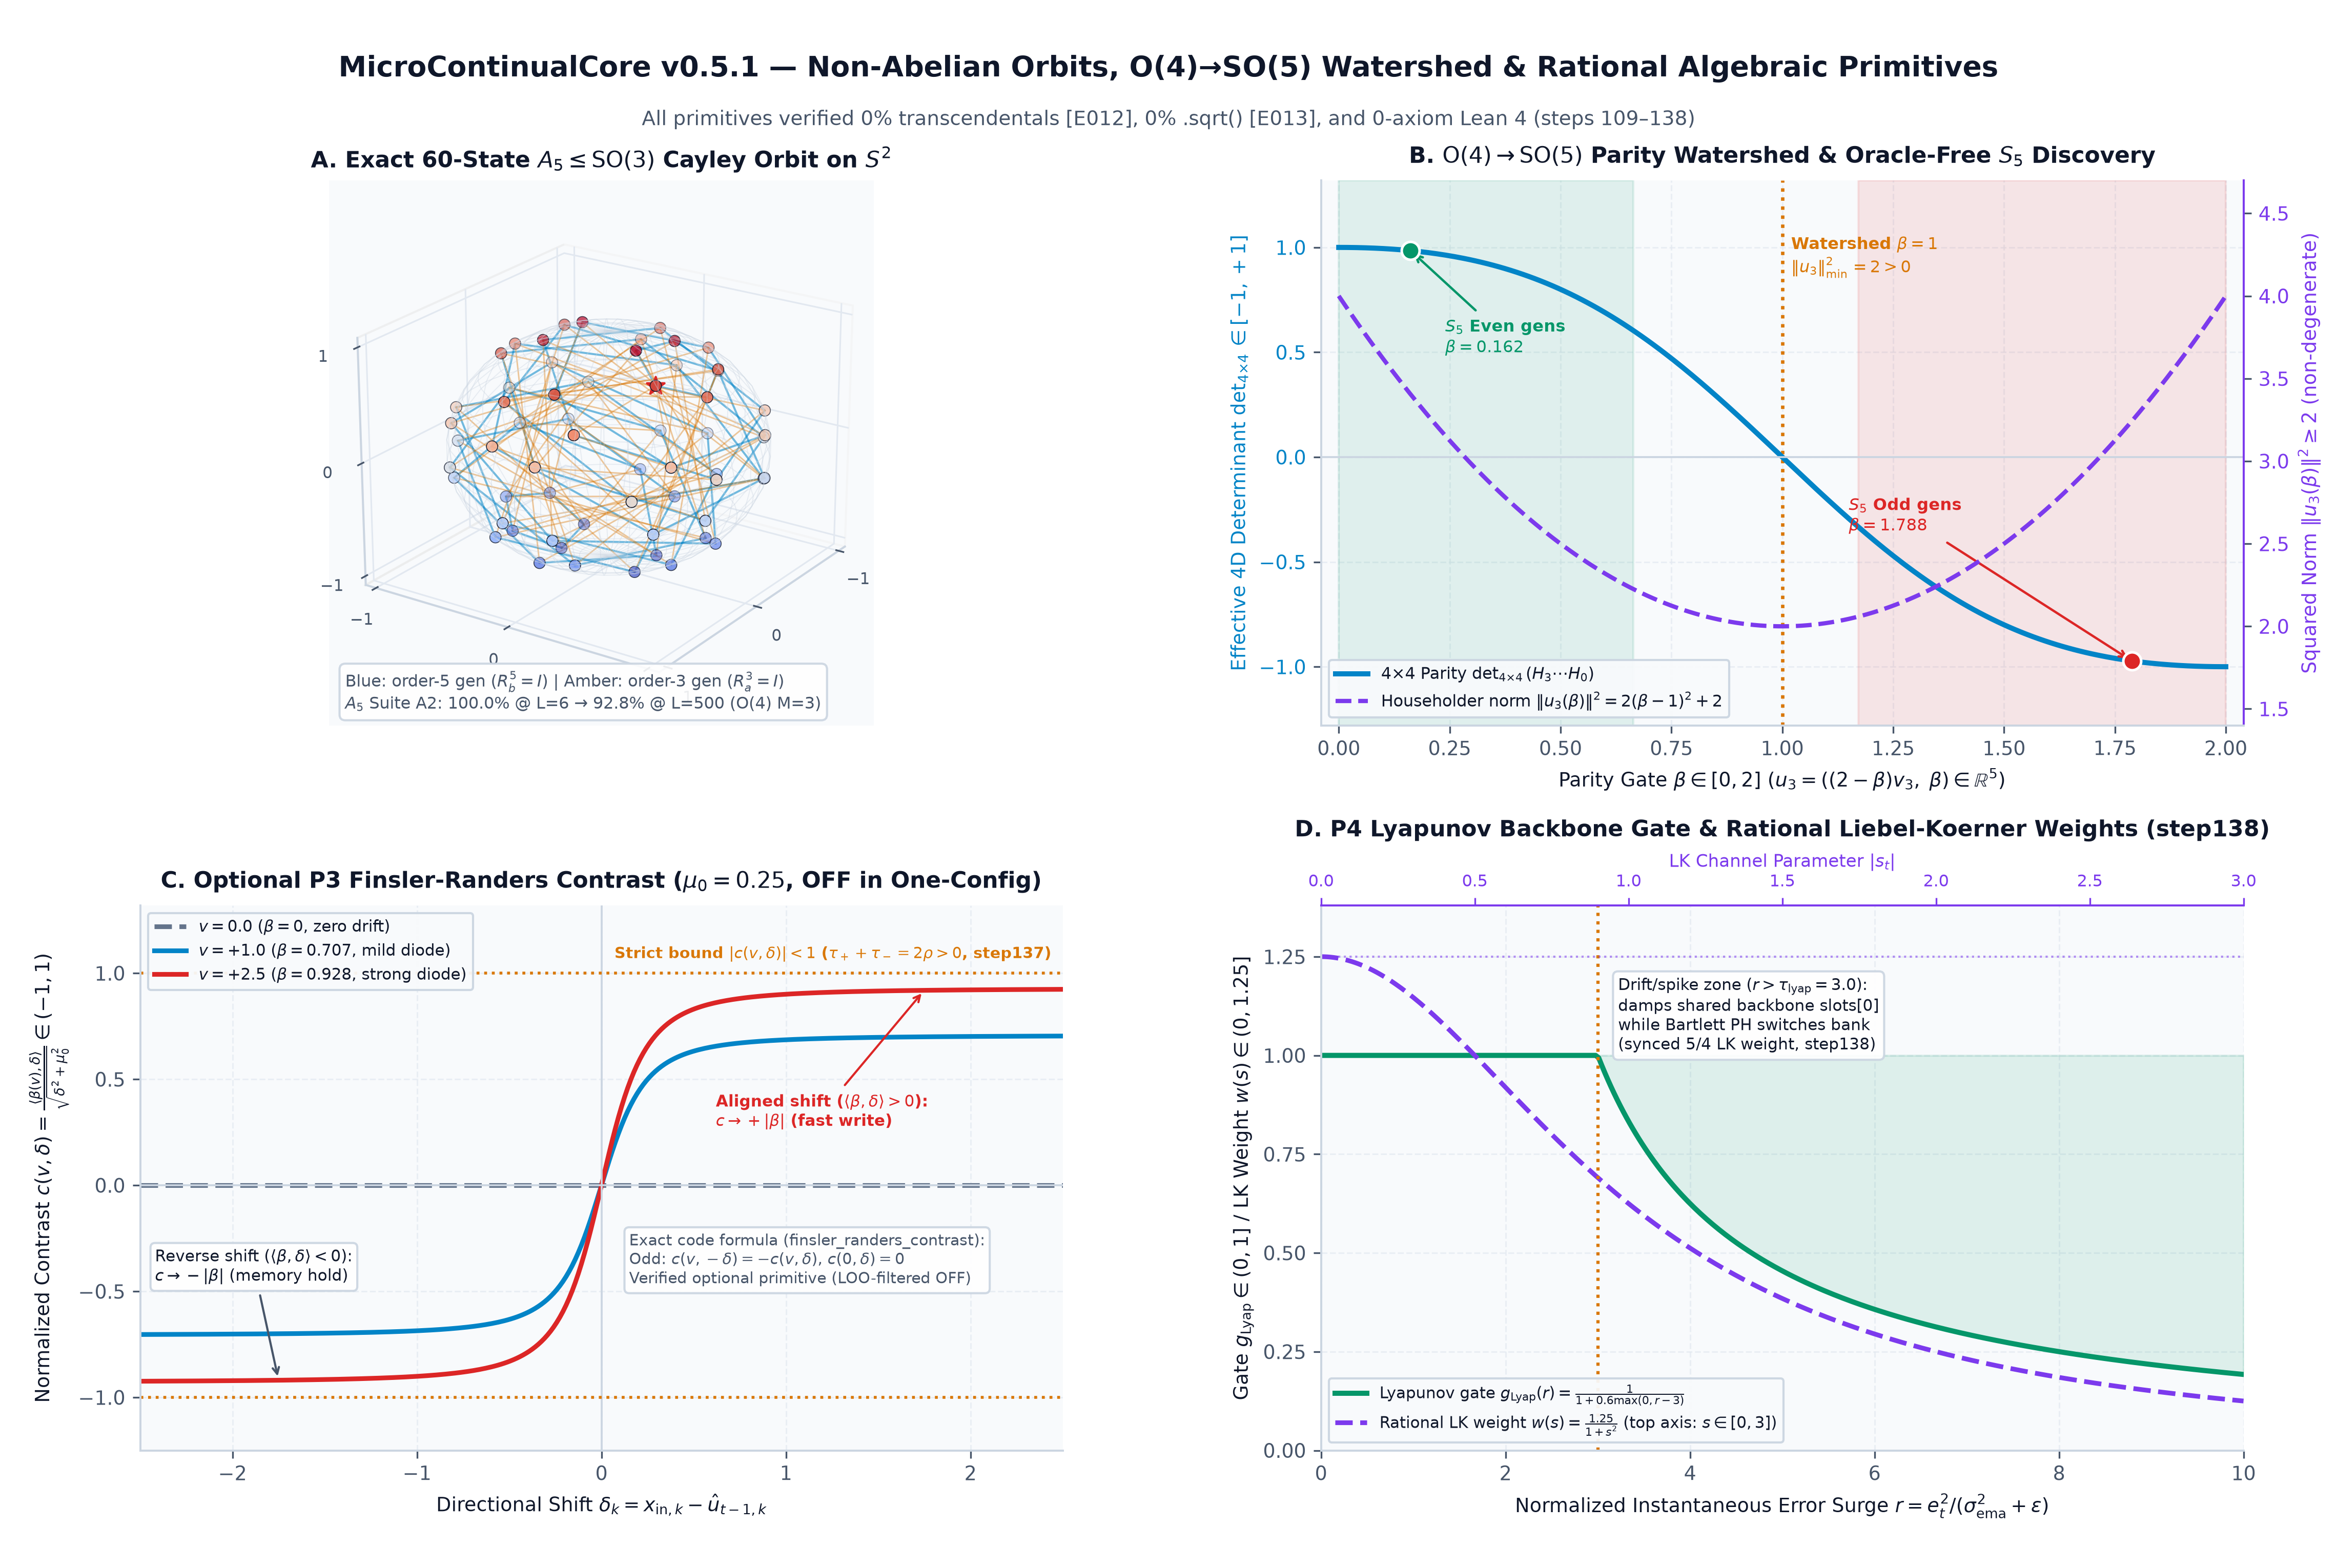 MicroContinualCore v0.5.1 — Non-Abelian Orbits, O(4)→SO(5) Watershed & Rational Algebraic Primitives
All primitives verified 0% transcendentals [E012], 0% .sqrt() [E013], and 0-axiom Lean 4 (steps 109–138)
A. Exact 60-State A₅ ≤ SO(3) Cayley Orbit on S²
1
0
−1
−1
0
0
−1
Blue: order-5 gen (R_b⁵ = I) | Amber: order-3 gen (R_a³ = I)
A₅ Suite A2: 100.0% @ L=6 → 92.8% @ L=500 (O(4) M=3)
B. O(4) → SO(5) Parity Watershed & Oracle-Free S₅ Discovery
Effective 4D Determinant det₄ₓ₄ ∈ [−1, +1]
1.0
0.5
0.0
−0.5
−1.0
Watershed β = 1
‖u₃‖²_min = 2 > 0
S₅ Even gens
β = 0.162
S₅ Odd gens
β = 1.788
4×4 Parity det₄ₓ₄ (H₃⋯H₀)
Householder norm ‖u₃(β)‖² = 2(β − 1)² + 2
4.5
4.0
3.5
3.0
2.5
2.0
1.5
Squared Norm ‖u₃(β)‖² ≥ 2 (non-degenerate)
0.00 0.25 0.50 0.75 1.00 1.25 1.50 1.75 2.00
Parity Gate β ∈ [0, 2] (u₃ = ((2 − β)v₃, β) ∈ ℝ⁵)
C. Optional P3 Finsler-Randers Contrast (μ₀ = 0.25, OFF in One-Config)
Normalized Contrast c(v, δ) = ⟨β(v), δ⟩ / √(δ² + μ₀²) ∈ (−1, 1)
1.0
0.5
0.0
−0.5
−1.0
v = 0.0 (β = 0, zero drift)
v = +1.0 (β = 0.707, mild diode)
v = +2.5 (β = 0.928, strong diode)
Strict bound |c(v, δ)| < 1 (τ₊ + τ₋ = 2ρ > 0, step137)
Aligned shift (⟨β, δ⟩ > 0):
c → + |β| (fast write)
Reverse shift (⟨β, δ⟩ < 0):
c → − |β| (memory hold)
Exact code formula (finsler_randers_contrast):
Odd: c(v, − δ) = −c(v, δ), c(0, δ) = 0
Verified optional primitive (LOO-filtered OFF)
−2 −1 0 1 2
Directional Shift δₖ = x_in,k − û_t−1,k
D. P4 Lyapunov Backbone Gate & Rational Liebel-Koerner Weights (step138)
LK Channel Parameter |sₜ|
0.0 0.5 1.0 1.5 2.0 2.5 3.0
Gate g_Lyap ∈ (0, 1] / LK Weight w(s) ∈ (0, 1.25]
1.25
1.00
0.75
0.50
0.25
0.00
Drift/spike zone (r > τ_lyap = 3.0):
damps shared backbone slots[0]
while Bartlett PH switches bank
(synced 5/4 LK weight, step138)
Lyapunov gate g_Lyap(r) = 1 / (1 + 0.6max(0, r − 3))
Rational LK weight w(s) = 1.25 / (1 + s²) (top axis: s ∈ [0, 3])
0 2 4 6 8 10
Normalized Instantaneous Error Surge r = eₜ²/(σ²_ema + ε)